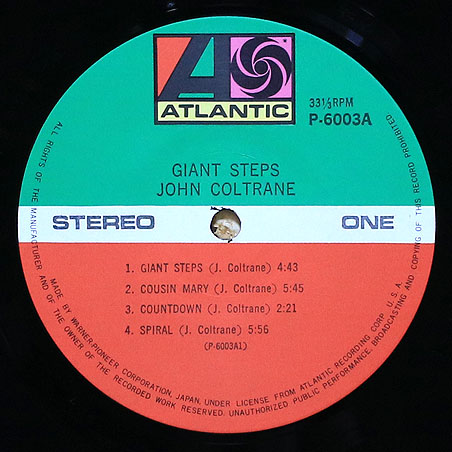 ATLANTIC
33⅓RPM
P-6003A
GIANT STEPS
JOHN COLTRANE
STEREO
ONE
1. GIANT STEPS (J. Coltrane) 4:43
2. COUSIN MARY (J. Coltrane) 5:45
3. COUNTDOWN (J. Coltrane) 2:21
4. SPIRAL (J. Coltrane) 5:56
(P-6003A1)
ALL RIGHTS OF THE MANUFACTURER AND OF THE OWNER OF THE RECORDED WORK RESERVED. UNAUTHORIZED PUBLIC PERFORMANCE, BROADCASTING AND COPYING OF THIS RECORD PROHIBITED
MADE BY WARNER-PIONEER CORPORATION, JAPAN, UNDER LICENSE FROM ATLANTIC RECORDING CORP. U.S.A.